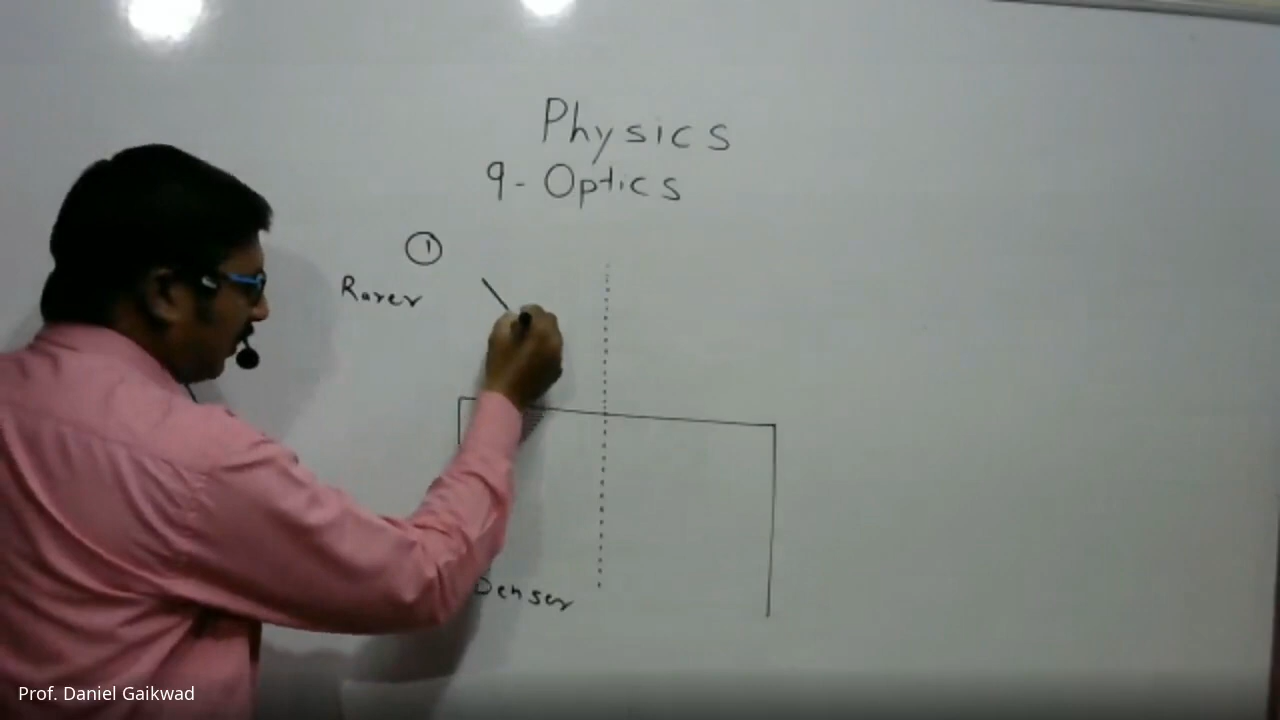 Physics
9 - Optics
①
Rarer
Denser
Prof. Daniel Gaikwad